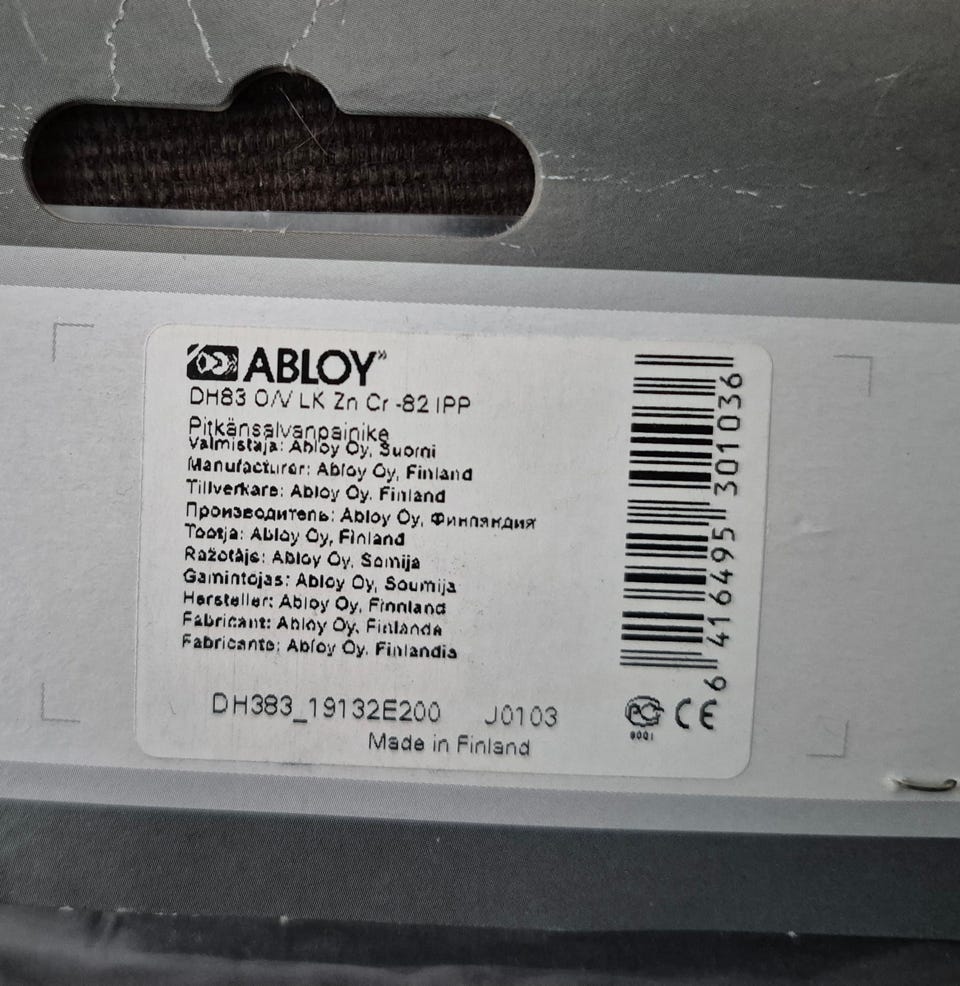 ABLOY
DH83 O/V LK Zn Cr -82 IPP
Pitkänsalvanpainike
Valmistaja: Abloy Oy, Suomi
Manufacturer: Abloy Oy, Finland
Tillverkare: Abloy Oy, Finland
Производитель: Abloy Oy, Финляндия
Tootja: Abloy Oy, Finland
Ražotājs: Abloy Oy, Somija
Gamintojas: Abloy Oy, Soumija
Hersteller: Abloy Oy, Finnland
Fabricant: Abloy Oy, Finlande
Fabricante: Abloy Oy, Finlandia
DH383_19132E200 J0103
Made in Finland
6 416495 301036
PC CE